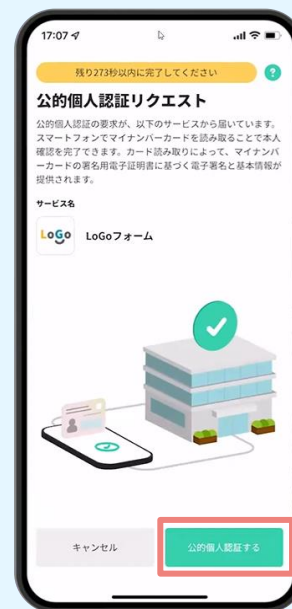 17:07
残り273秒以内に完了してください
?
公的個人認証リクエスト
公的個人認証の要求が、以下のサービスから届いています。
スマートフォンでマイナンバーカードを読み取ることで本人
確認を完了できます。カード読み取りによって、マイナンバ
ーカードの署名用電子証明書に基づく電子署名と基本情報が
提供されます。
サービス名
LoGo
LoGoフォーム
キャンセル
公的個人認証する